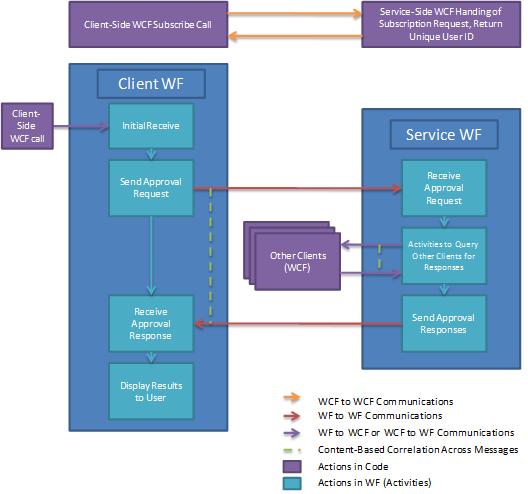 Client-Side WCF Subscribe Call
Service-Side WCF Handing of
Subscription Request, Return
Unique User ID
Client WF
Client-
Side
WCF call
Initial Receive
Service WF
Send Approval
Request
Receive
Approval
Request
Other Clients
(WCF)
Activities to Query
Other Clients for
Responses
Receive
Approval
Response
Send Approval
Responses
Display Results
to User
WCF to WCF Communications
WF to WF Communications
WF to WCF or WCF to WF Communications
Content-Based Correlation Across Messages
Actions in Code
Actions in WF (Activities)